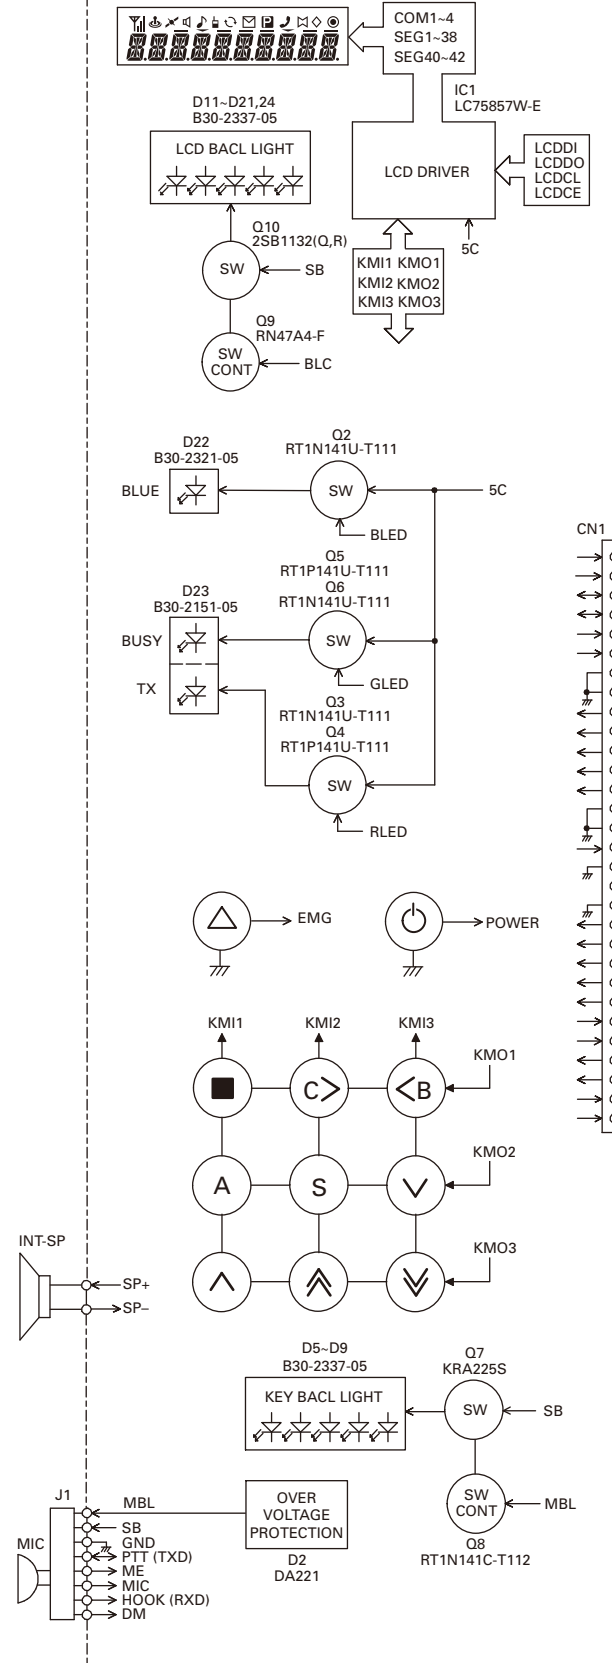 COM1~4
SEG1~38
SEG40~42
IC1
LC75857W-E
D11~D21,24
B30-2337-05
LCD BACL LIGHT
LCD DRIVER
LCDDI
LCDDO
LCDCL
LCDCE
5C
Q10
2SB1132(Q,R)
SW
SB
KMI1 KMO1
KMI2 KMO2
KMI3 KMO3
Q9
RN47A4-F
SW
CONT
BLC
D22
B30-2321-05
BLUE
Q2
RT1N141U-T111
SW
5C
BLED
CN1
Q5
RT1P141U-T111
Q6
RT1N141U-T111
D23
B30-2151-05
BUSY
SW
TX
GLED
Q3
RT1N141U-T111
Q4
RT1P141U-T111
SW
RLED
EMG
POWER
KMI1
KMI2
KMI3
KMO1
C>
<B
KMO2
A
S
KMO3
INT-SP
SP+
SP–
D5~D9
B30-2337-05
KEY BACL LIGHT
Q7
KRA225S
SW
SB
J1
MBL
OVER
VOLTAGE
PROTECTION
D2
DA221
SW
CONT
MBL
Q8
RT1N141C-T112
MIC
SB
GND
PTT (TXD)
ME
MIC
HOOK (RXD)
DM